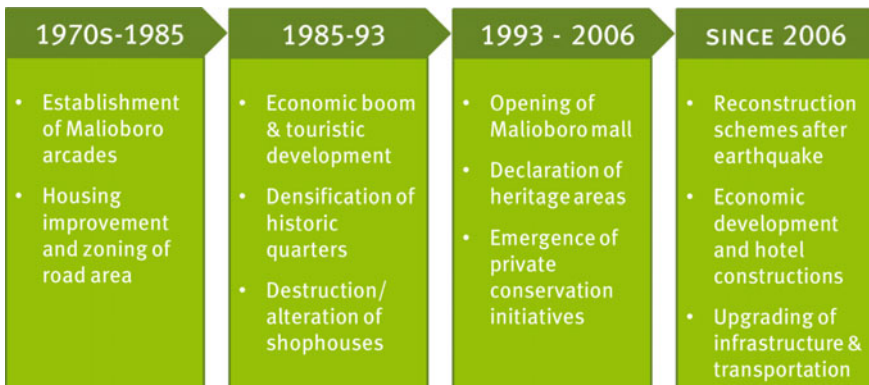 1970s-1985
• Establishment
of Malioboro
arcades
• Housing
improvement
and zoning of
road area
1985-93
• Economic boom
& touristic
development
• Densification of
historic
quarters
• Destruction/
alteration of
shophouses
1993 - 2006
• Opening of
Malioboro mall
• Declaration of
heritage areas
• Emergence of
private
conservation
initiatives
SINCE 2006
• Reconstruction
schemes after
earthquake
• Economic
development
and hotel
constructions
• Upgrading of
infrastructure &
transportation